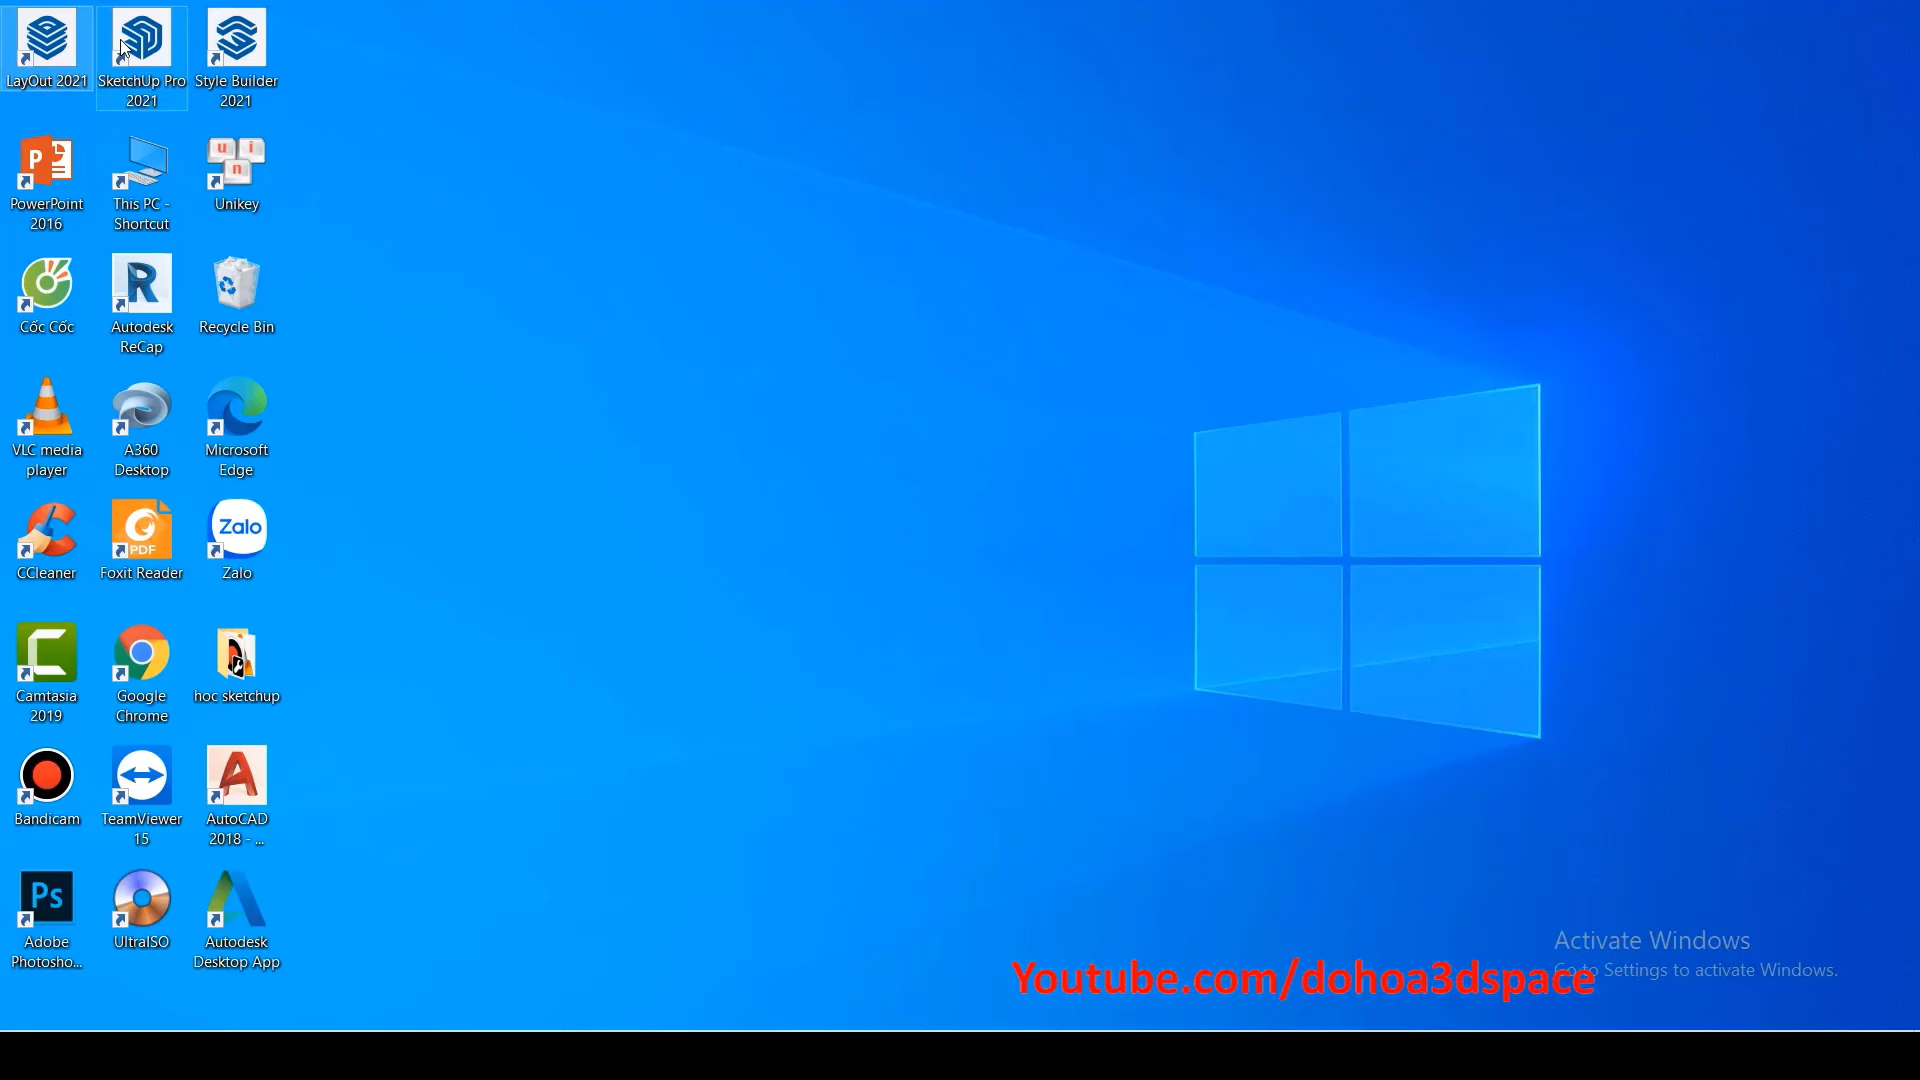 LayOut 2021
SketchUp Pro
2021
Style Builder
2021
P
PowerPoint
2016
This PC -
Shortcut
u i
n
Unikey
Cốc Cốc
R
Autodesk
ReCap
Recycle Bin
VLC media
player
A360
Desktop
Microsoft
Edge
CCleaner
PDF
Foxit Reader
Zalo
Zalo
Camtasia
2019
Google
Chrome
hoc sketchup
Bandicam
TeamViewer
15
AutoCAD
2018 - ...
Ps
Adobe
Photosho...
UltraISO
Autodesk
Desktop App
Activate Windows
Go to Settings to activate Windows.
Youtube.com/dohoa3dspace